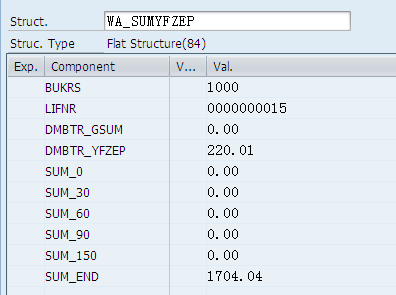 Struct. WA_SUMYFZEP
Struc. Type Flat Structure(84)
Exp. Component V... Val.
BUKRS 1000
LIFNR 0000000015
DMBTR_GSUM 0.00
DMBTR_YFZEP 220.01
SUM_0 0.00
SUM_30 0.00
SUM_60 0.00
SUM_90 0.00
SUM_150 0.00
SUM_END 1704.04